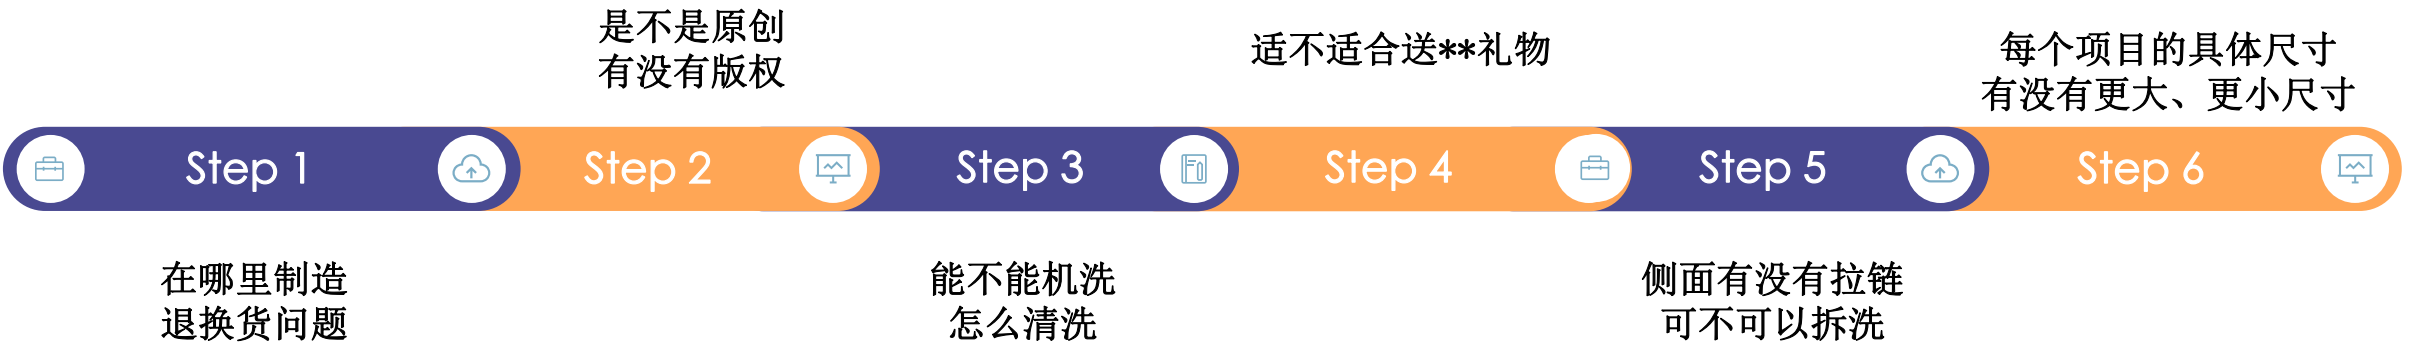 是不是原创
有没有版权
适不适合送**礼物
每个项目的具体尺寸
有没有更大、更小尺寸
Step 1
Step 2
Step 3
Step 4
Step 5
Step 6
在哪里制造
退换货问题
能不能机洗
怎么清洗
侧面有没有拉链
可不可以拆洗